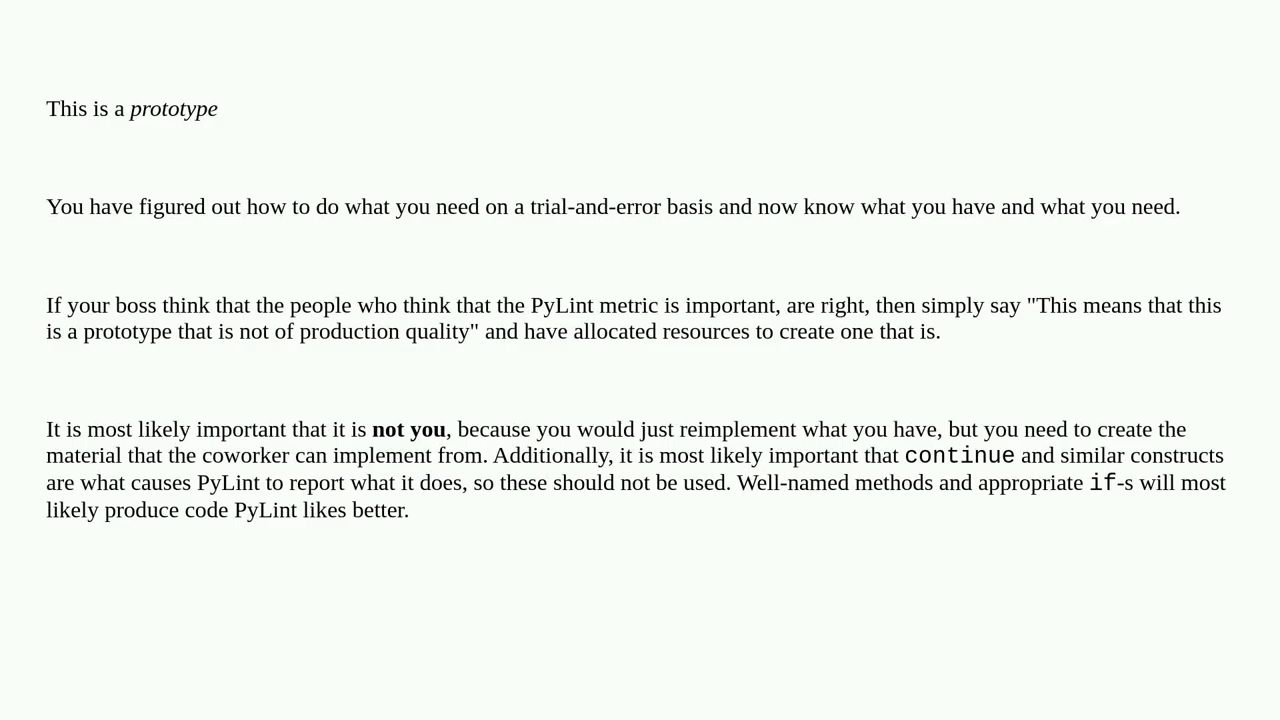 This is a prototype
You have figured out how to do what you need on a trial-and-error basis and now know what you have and what you need.
If your boss think that the people who think that the PyLint metric is important, are right, then simply say "This means that this
is a prototype that is not of production quality" and have allocated resources to create one that is.
It is most likely important that it is not you, because you would just reimplement what you have, but you need to create the
material that the coworker can implement from. Additionally, it is most likely important that continue and similar constructs
are what causes PyLint to report what it does, so these should not be used. Well-named methods and appropriate if-s will most
likely produce code PyLint likes better.